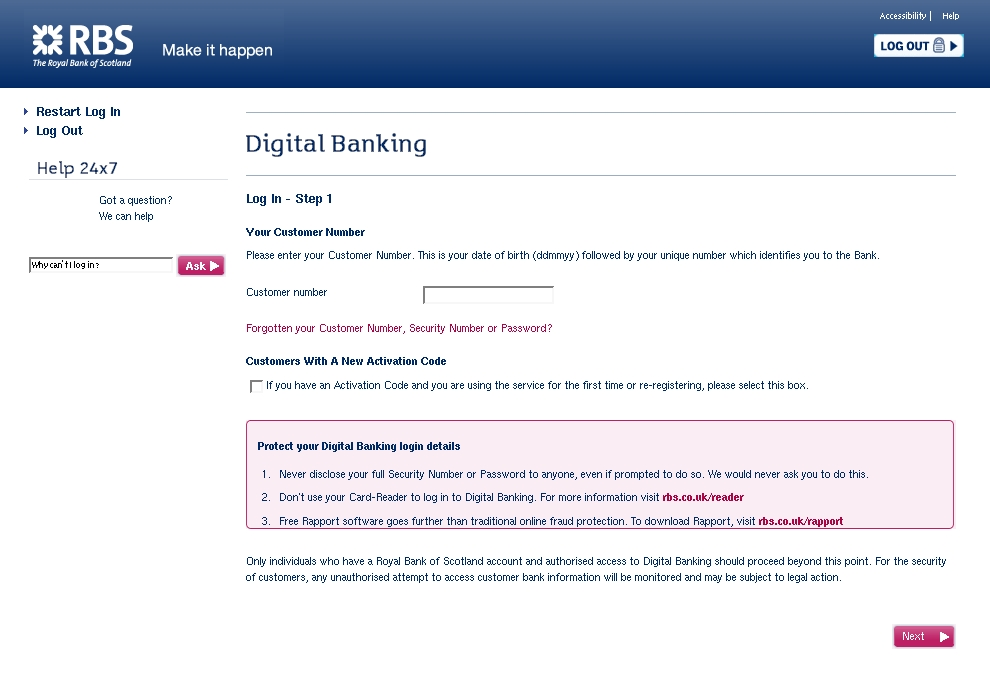 Accessibility | Help
RBS
The Royal Bank of Scotland
Make it happen
LOG OUT
Restart Log In
Log Out
Help 24x7
Got a question?
We can help
Why can't I log in?
Ask
Digital Banking
Log In - Step 1
Your Customer Number
Please enter your Customer Number. This is your date of birth (ddmmyy) followed by your unique number which identifies you to the Bank.
Customer number
Forgotten your Customer Number, Security Number or Password?
Customers With A New Activation Code
If you have an Activation Code and you are using the service for the first time or re-registering, please select this box.
Protect your Digital Banking login details
1. Never disclose your full Security Number or Password to anyone, even if prompted to do so. We would never ask you to do this.
2. Don't use your Card-Reader to log in to Digital Banking. For more information visit rbs.co.uk/reader
3. Free Rapport software goes further than traditional online fraud protection. To download Rapport, visit rbs.co.uk/rapport
Only individuals who have a Royal Bank of Scotland account and authorised access to Digital Banking should proceed beyond this point. For the security
of customers, any unauthorised attempt to access customer bank information will be monitored and may be subject to legal action.
Next